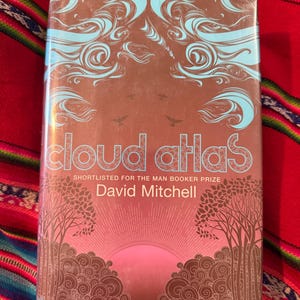 cloud atlas
SHORTLISTED FOR THE MAN BOOKER PRIZE
David Mitchell